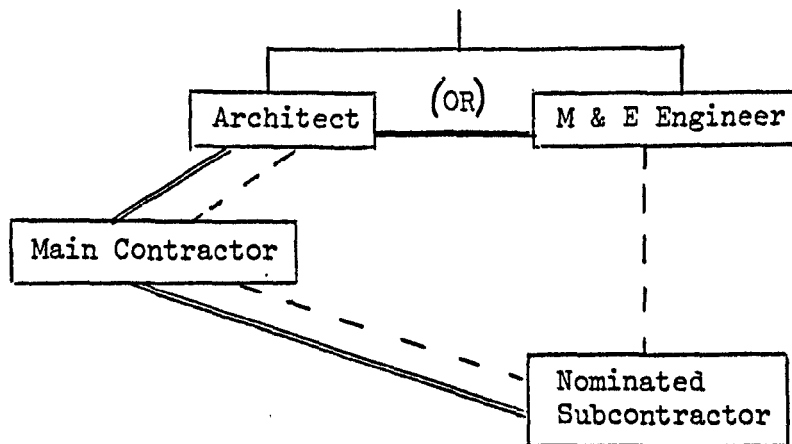 (OR)
Architect
M & E Engineer
Main Contractor
Nominated
Subcontractor